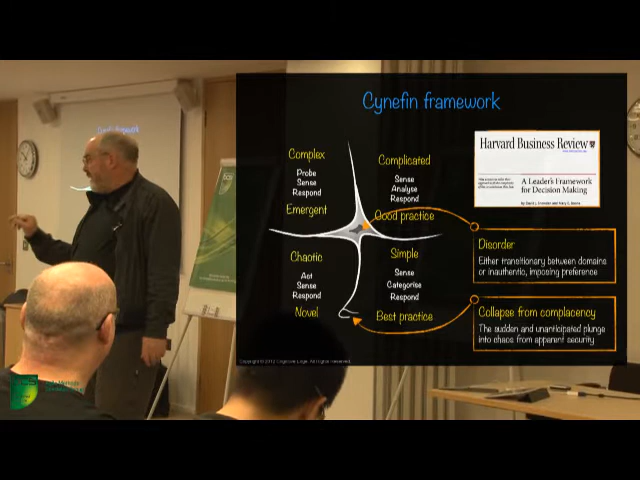 Cynefin framework
Complex
Probe
Sense
Respond
Emergent
Complicated
Sense
Analyse
Respond
Good practice
Chaotic
Act
Sense
Respond
Novel
Simple
Sense
Categorise
Respond
Best practice
Harvard Business Review
A Leader's Framework
for Decision Making
Disorder
Either transitionary between domains
or inauthentic, imposing preference
Collapse from complacency
The sudden and unanticipated plunge
into chaos from apparent security